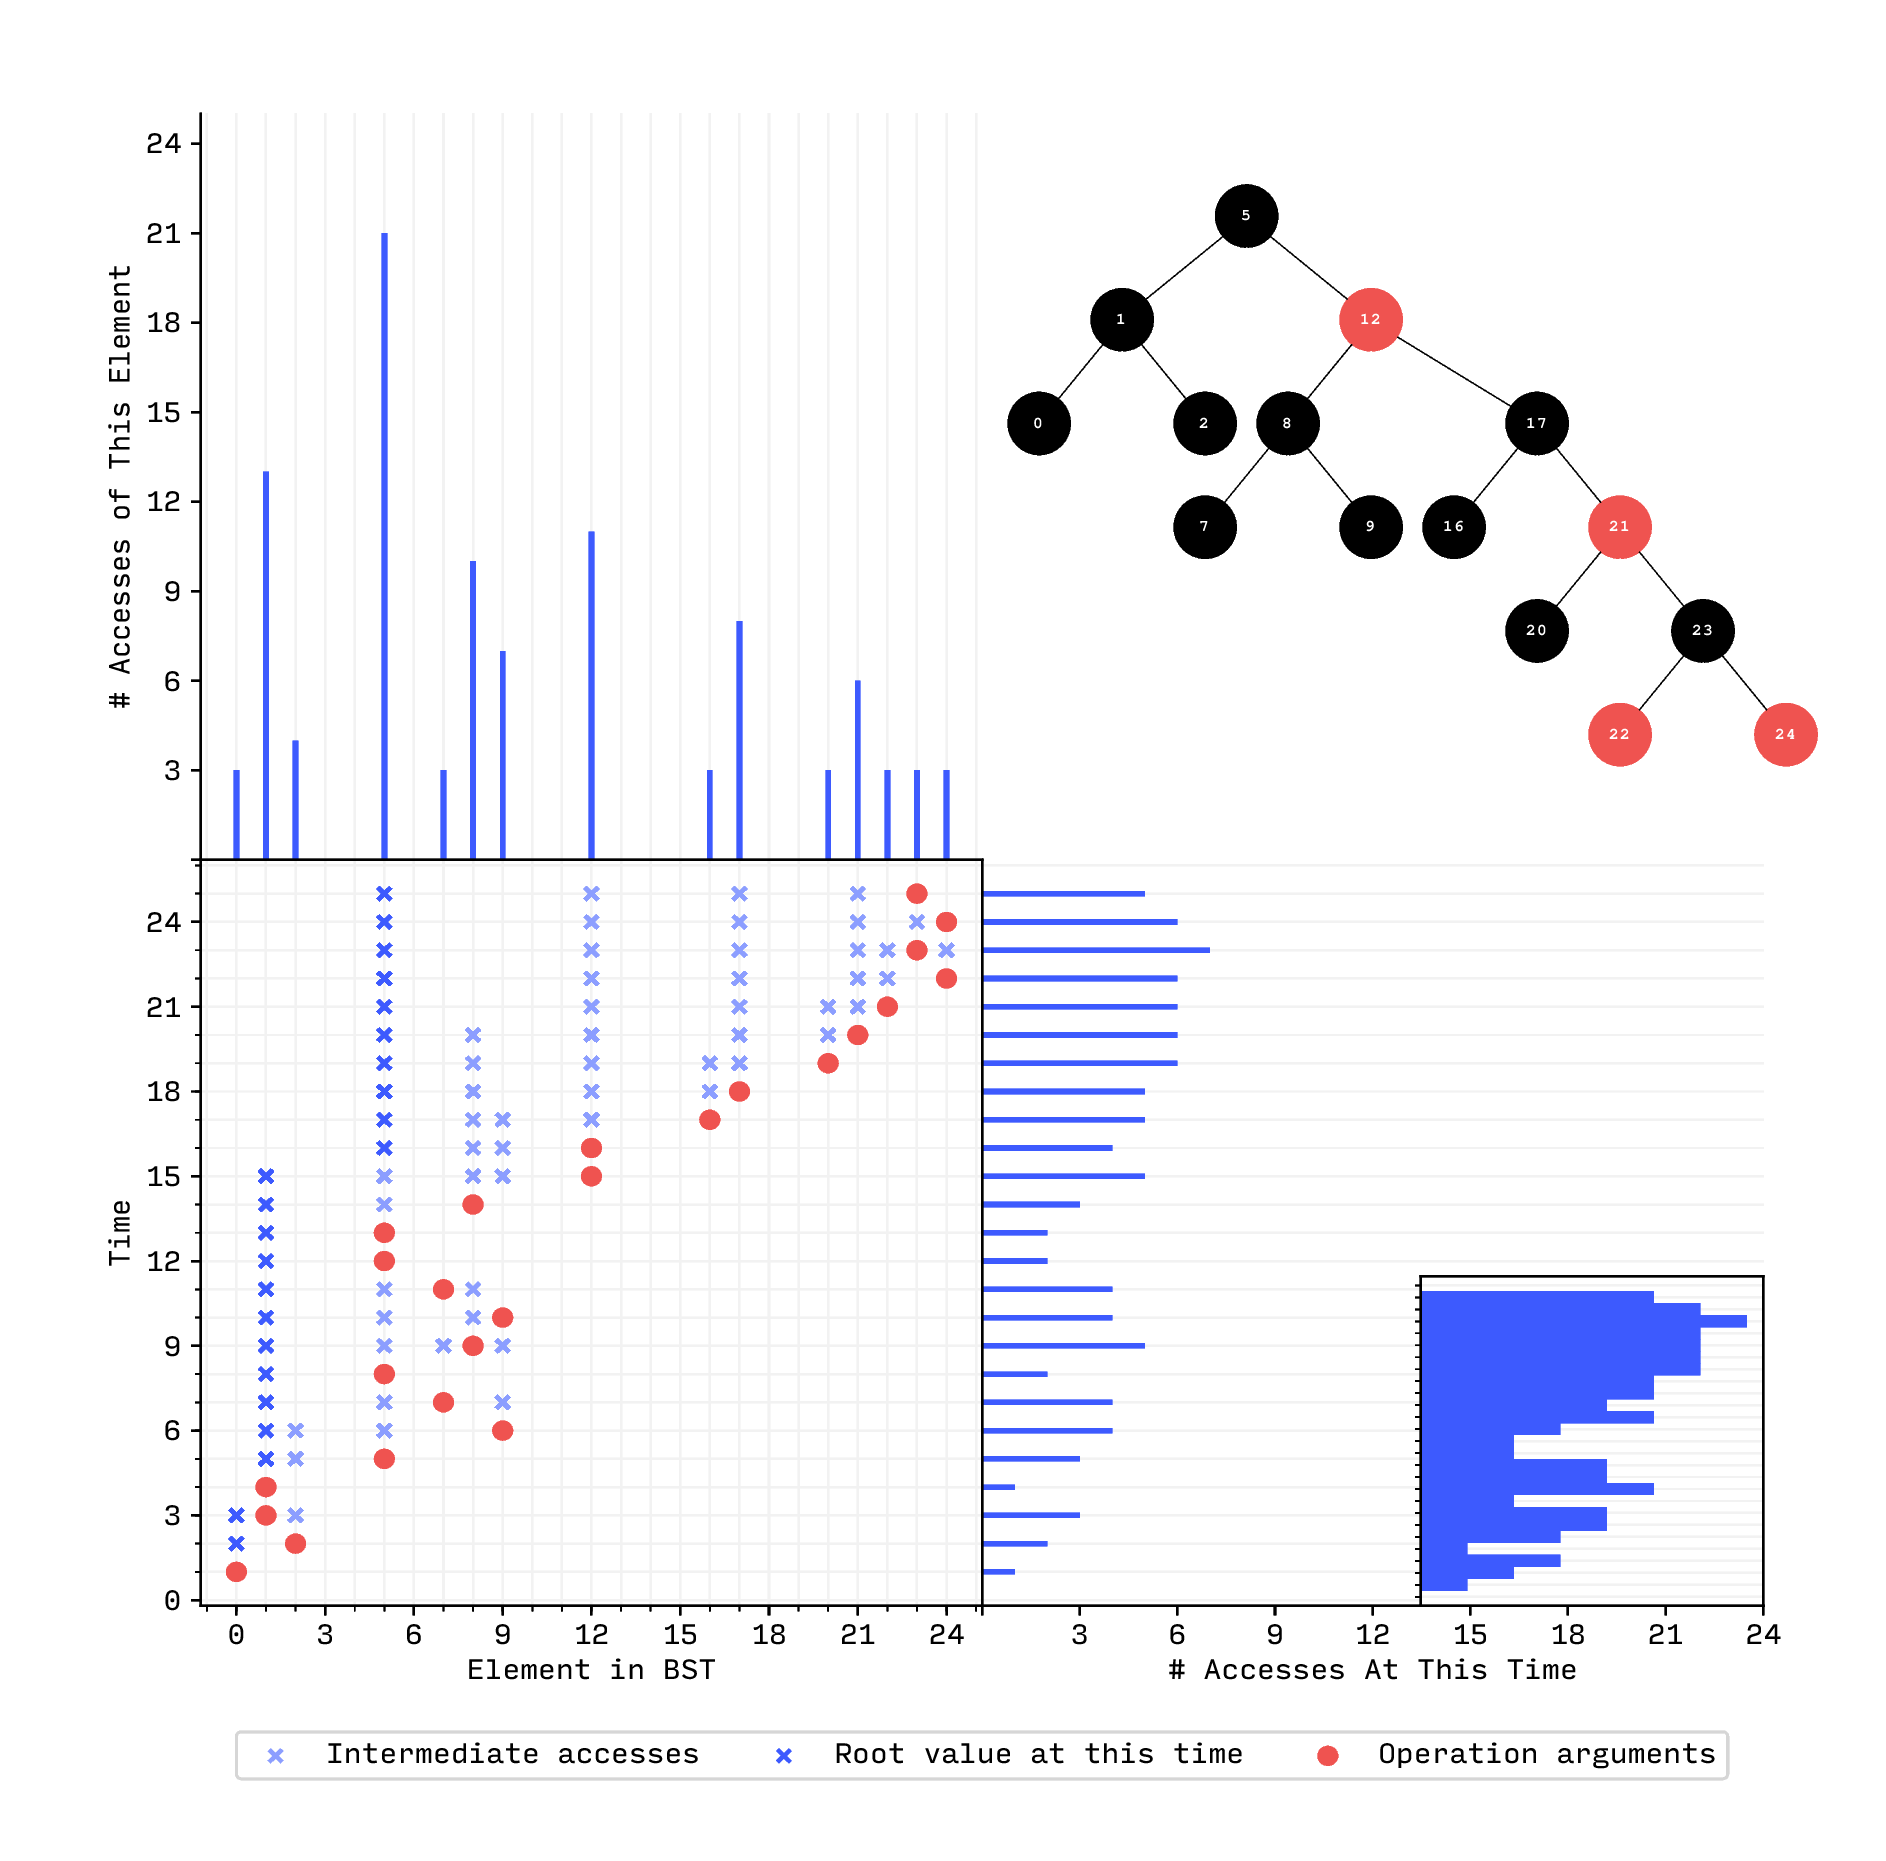 24
21
18
15
12
9
6
3
# Accesses of This Element
5
1 12
0 2 8 17
7 9 16 21
20 23
22 24
24
21
18
15
12
9
6
3
0
Time
0 3 6 9 12 15 18 21 24
Element in BST
3 6 9 12 15 18 21 24
# Accesses At This Time
Intermediate accesses Root value at this time Operation arguments